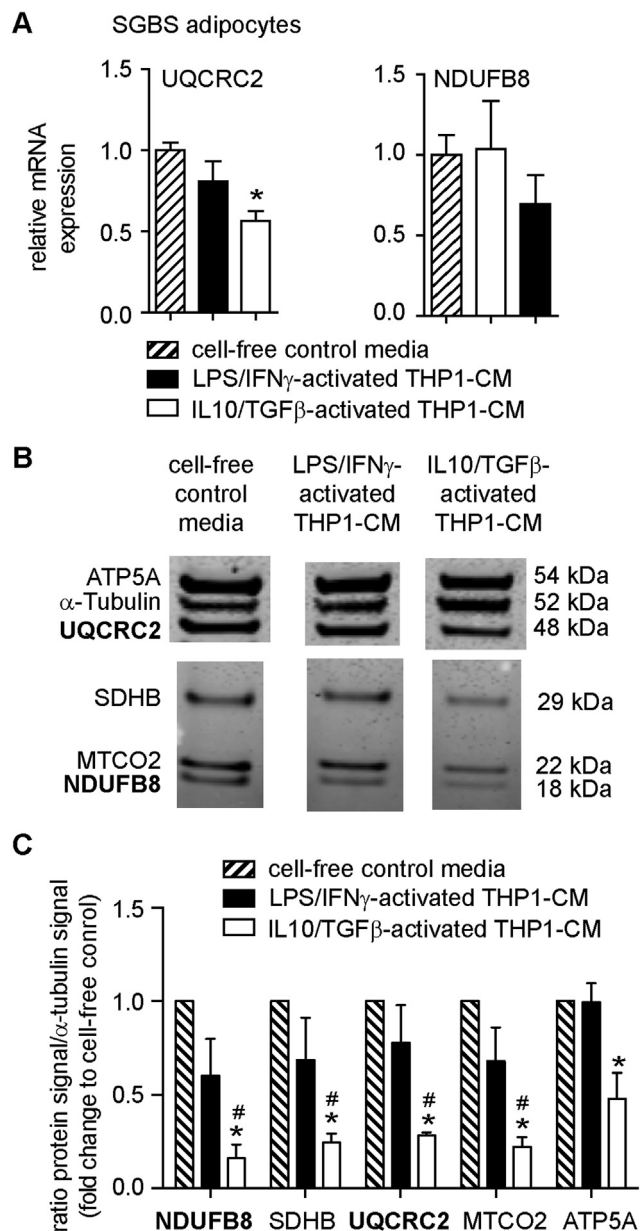 A
SGBS adipocytes
UQCRC2
NDUFB8
relative mRNA
expression
1.5
1.0
0.5
0.0
*
1.5
1.0
0.5
0.0
cell-free control media
LPS/IFNγ-activated THP1-CM
IL10/TGFβ-activated THP1-CM
B
cell-free
control
media
LPS/IFNγ-
activated
THP1-CM
IL10/TGFβ-
activated
THP1-CM
ATP5A
α-Tubulin
UQCRC2
54 kDa
52 kDa
48 kDa
SDHB
29 kDa
MTCO2
NDUFB8
22 kDa
18 kDa
C
cell-free control media
LPS/IFNγ-activated THP1-CM
IL10/TGFβ-activated THP1-CM
ratio protein signal/α-tubulin signal
(fold change to cell-free conrol)
1.5
1.0
0.5
0.0
#
*
#
*
#
*
#
*
*
NDUFB8 SDHB UQCRC2 MTCO2 ATP5A